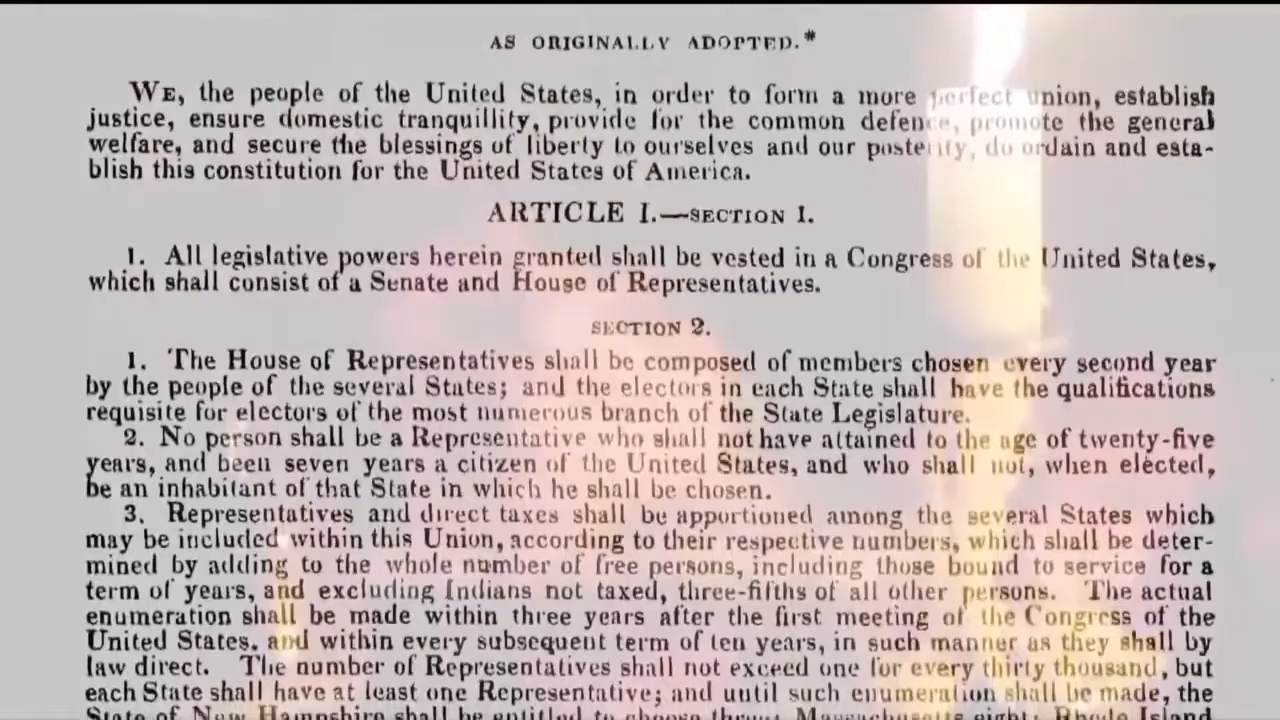 AS ORIGINALLY ADOPTED.*
WE, the people of the United States, in order to form a more perfect union, establish
justice, ensure domestic tranquillity, provide for the common defence, promote the general
welfare, and secure the blessings of liberty to ourselves and our posterity, do ordain and esta-
blish this constitution for the United States of America.
ARTICLE I.—SECTION I.
1. All legislative powers herein granted shall be vested in a Congress of the United States,
which shall consist of a Senate and House of Representatives.
SECTION 2.
1. The House of Representatives shall be composed of members chosen every second year
by the people of the several States; and the electors in each State shall have the qualifications
requisite for electors of the most numerous branch of the State Legislature.
2. No person shall be a Representative who shall not have attained to the age of twenty-five
years, and been seven years a citizen of the United States, and who shall not, when elected,
be an inhabitant of that State in which he shall be chosen.
3. Representatives and direct taxes shall be apportioned among the several States which
may be included within this Union, according to their respective numbers, which shall be deter-
mined by adding to the whole number of free persons, including those bound to service for a
term of years, and excluding Indians not taxed, three-fifths of all other persons. The actual
enumeration shall be made within three years after the first meeting of the Congress of the
United States, and within every subsequent term of ten years, in such manner as they shall by
law direct. The number of Representatives shall not exceed one for every thirty thousand, but
each State shall have at least one Representative; and until such enumeration shall be made, the
State of New Hampshire shall be entitled to choose three, Massachusetts eight, Rhode Island